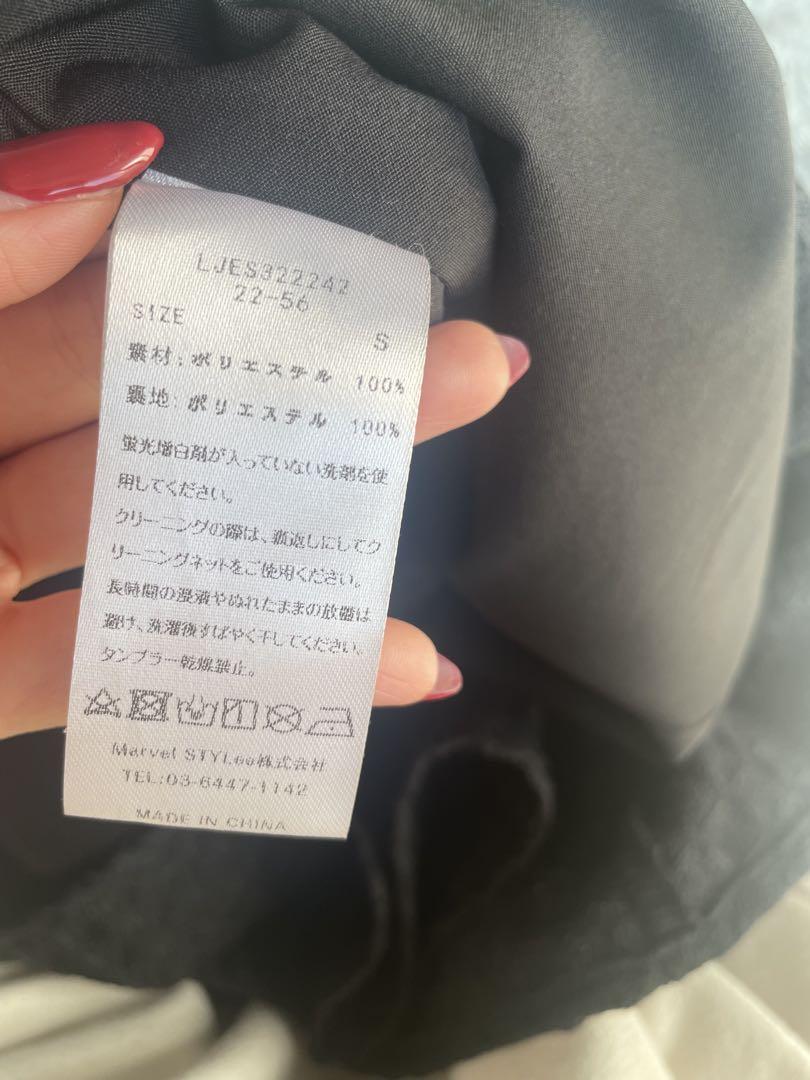 LJES322242
22-56
SIZE
S
素材:ポリエステル 100%
裏地:ポリエステル 100%
蛍光増白剤が入っていない洗剤を使
用してください。
クリーニングの際は、裏返しにしてク
リーニングネットをご使用ください。
長時間の浸漬やぬれたままの放置は
避け、洗濯後すばやく干してください。
タンブラー乾燥禁止。
Marvel STYLee株式会社
TEL:03-6447-1142
MADE IN CHINA